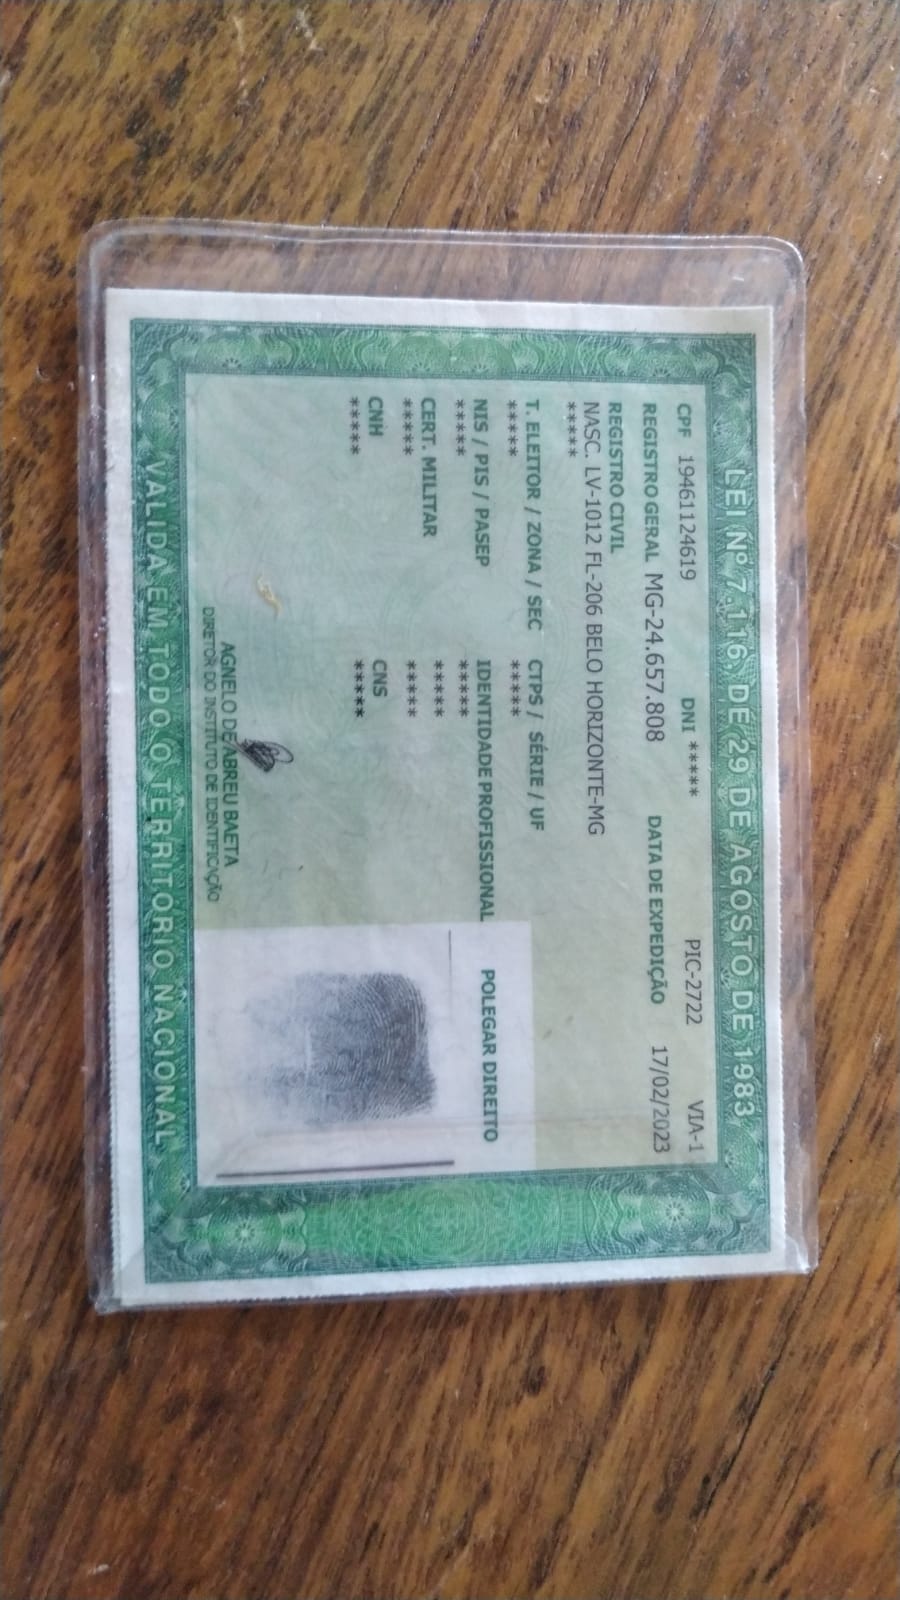 LEI Nº 7.116, DE 29 DE AGOSTO DE 1983
CPF 19461124619 DNI ***** PIC-2722 VIA-1
REGISTRO GERAL MG-24.657.808 DATA DE EXPEDIÇÃO 17/02/2023
REGISTRO CIVIL
NASC. LV-1012 FL-206 BELO HORIZONTE-MG
*****
T. ELEITOR / ZONA / SEC CTPS / SÉRIE / UF
***** *****
NIS / PIS / PASEP IDENTIDADE PROFISSIONAL POLEGAR DIREITO
***** *****
CERT. MILITAR *****
***** *****
CNH CNS
***** *****
AGNELO DE ABREU BAETA
DIRETOR DO INSTITUTO DE IDENTIFICAÇÃO
VALIDA EM TODO O TERRITORIO NACIONAL